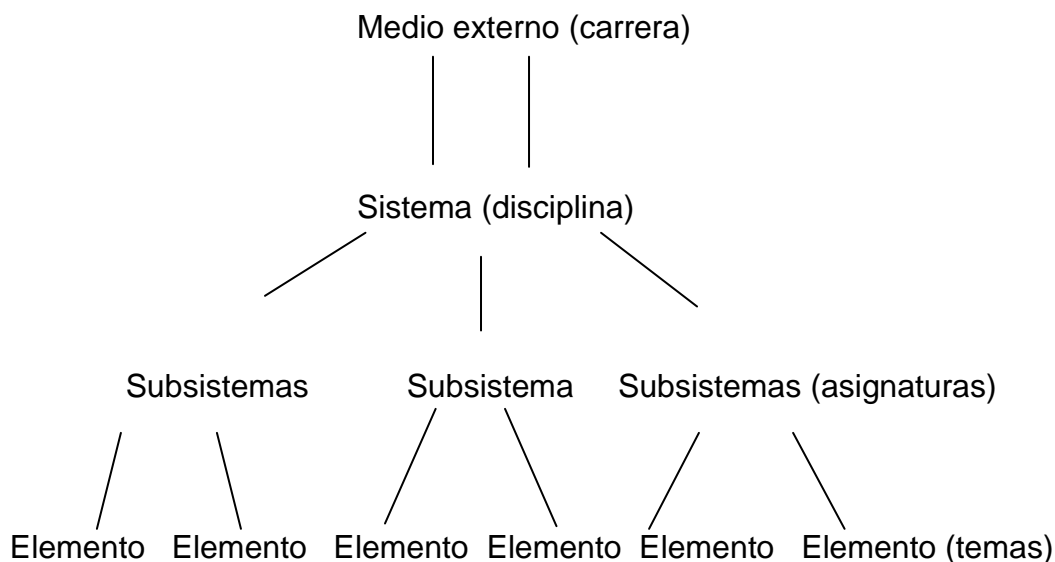 Medio externo (carrera)
Sistema (disciplina)
Subsistemas Subsistema Subsistemas (asignaturas)
Elemento Elemento Elemento Elemento Elemento Elemento (temas)